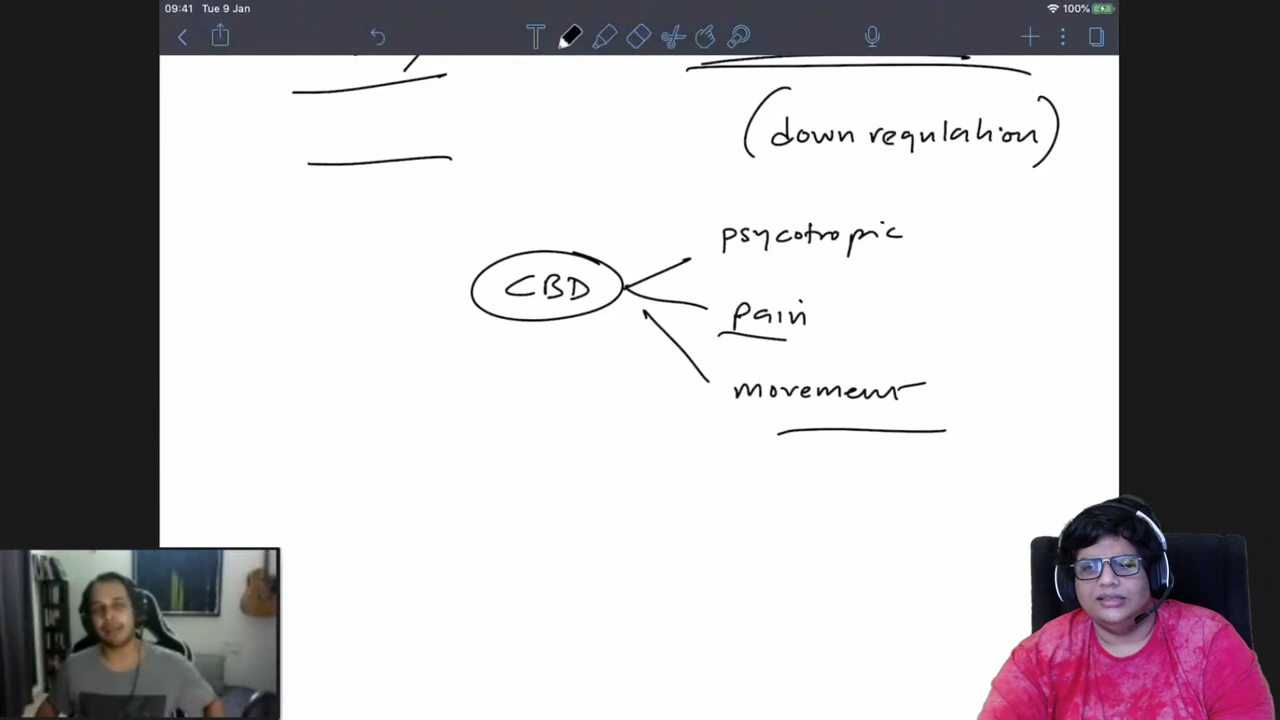 09:41 Tue 9 Jan
100%
T
(down regulation)
psycotropic
CBD
pain
movement